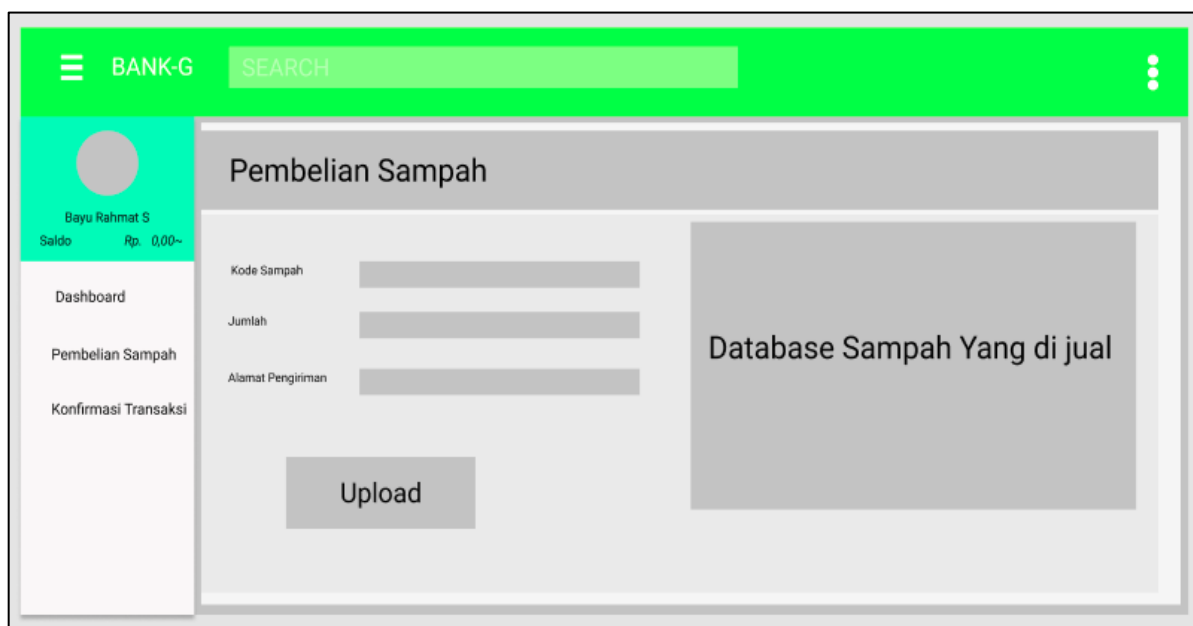 BANK-G
SEARCH
Bayu Rahmat S
Saldo Rp. 0,00~
Dashboard
Pembelian Sampah
Konfirmasi Transaksi
Pembelian Sampah
Kode Sampah
Jumlah
Alamat Pengiriman
Upload
Database Sampah Yang di jual